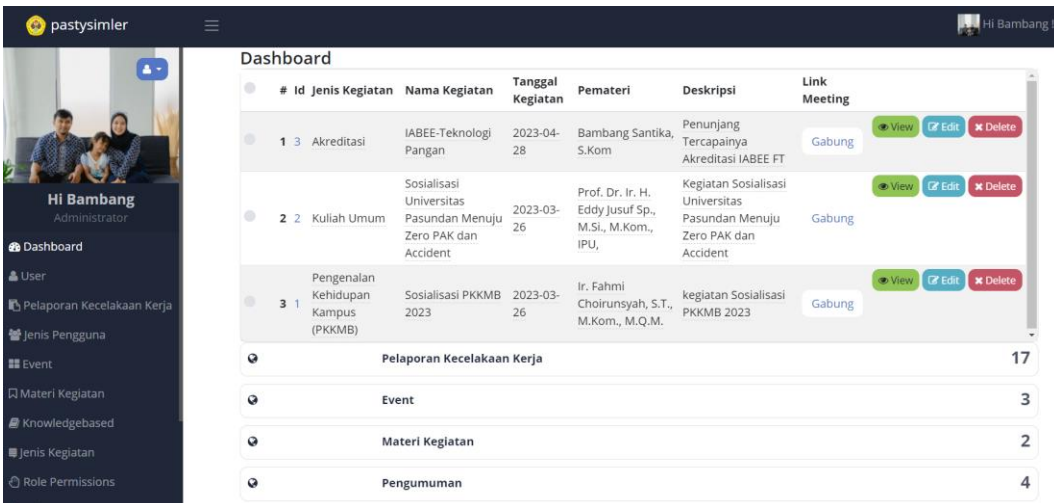 pastysimler
Hi Bambang !
Hi Bambang
Administrator
Dashboard
User
Pelaporan Kecelakaan Kerja
Jenis Pengguna
Event
Materi Kegiatan
Knowledgebased
Jenis Kegiatan
Role Permissions
Dashboard
# Id Jenis Kegiatan Nama Kegiatan Tanggal Kegiatan Pemateri Deskripsi Link Meeting
1 3 Akreditasi IABEE-Teknologi Pangan 2023-04-28 Bambang Santika, S.Kom Penunjang Tercapainya Akreditasi IABEE FT Gabung View Edit Delete
2 2 Kuliah Umum Sosialisasi Universitas Pasundan Menuju Zero PAK dan Accident 2023-03-26 Prof. Dr. Ir. H. Eddy Jusuf Sp., M.Si., M.Kom., IPU, Kegiatan Sosialisasi Universitas Pasundan Menuju Zero PAK dan Accident Gabung View Edit Delete
3 1 Pengenalan Kehidupan Kampus (PKKMB) Sosialisasi PKKMB 2023 2023-03-26 Ir. Fahmi Choirunsyah, S.T., M.Kom., M.Q.M. kegiatan Sosialisasi PKKMB 2023 Gabung View Edit Delete
Pelaporan Kecelakaan Kerja 17
Event 3
Materi Kegiatan 2
Pengumuman 4